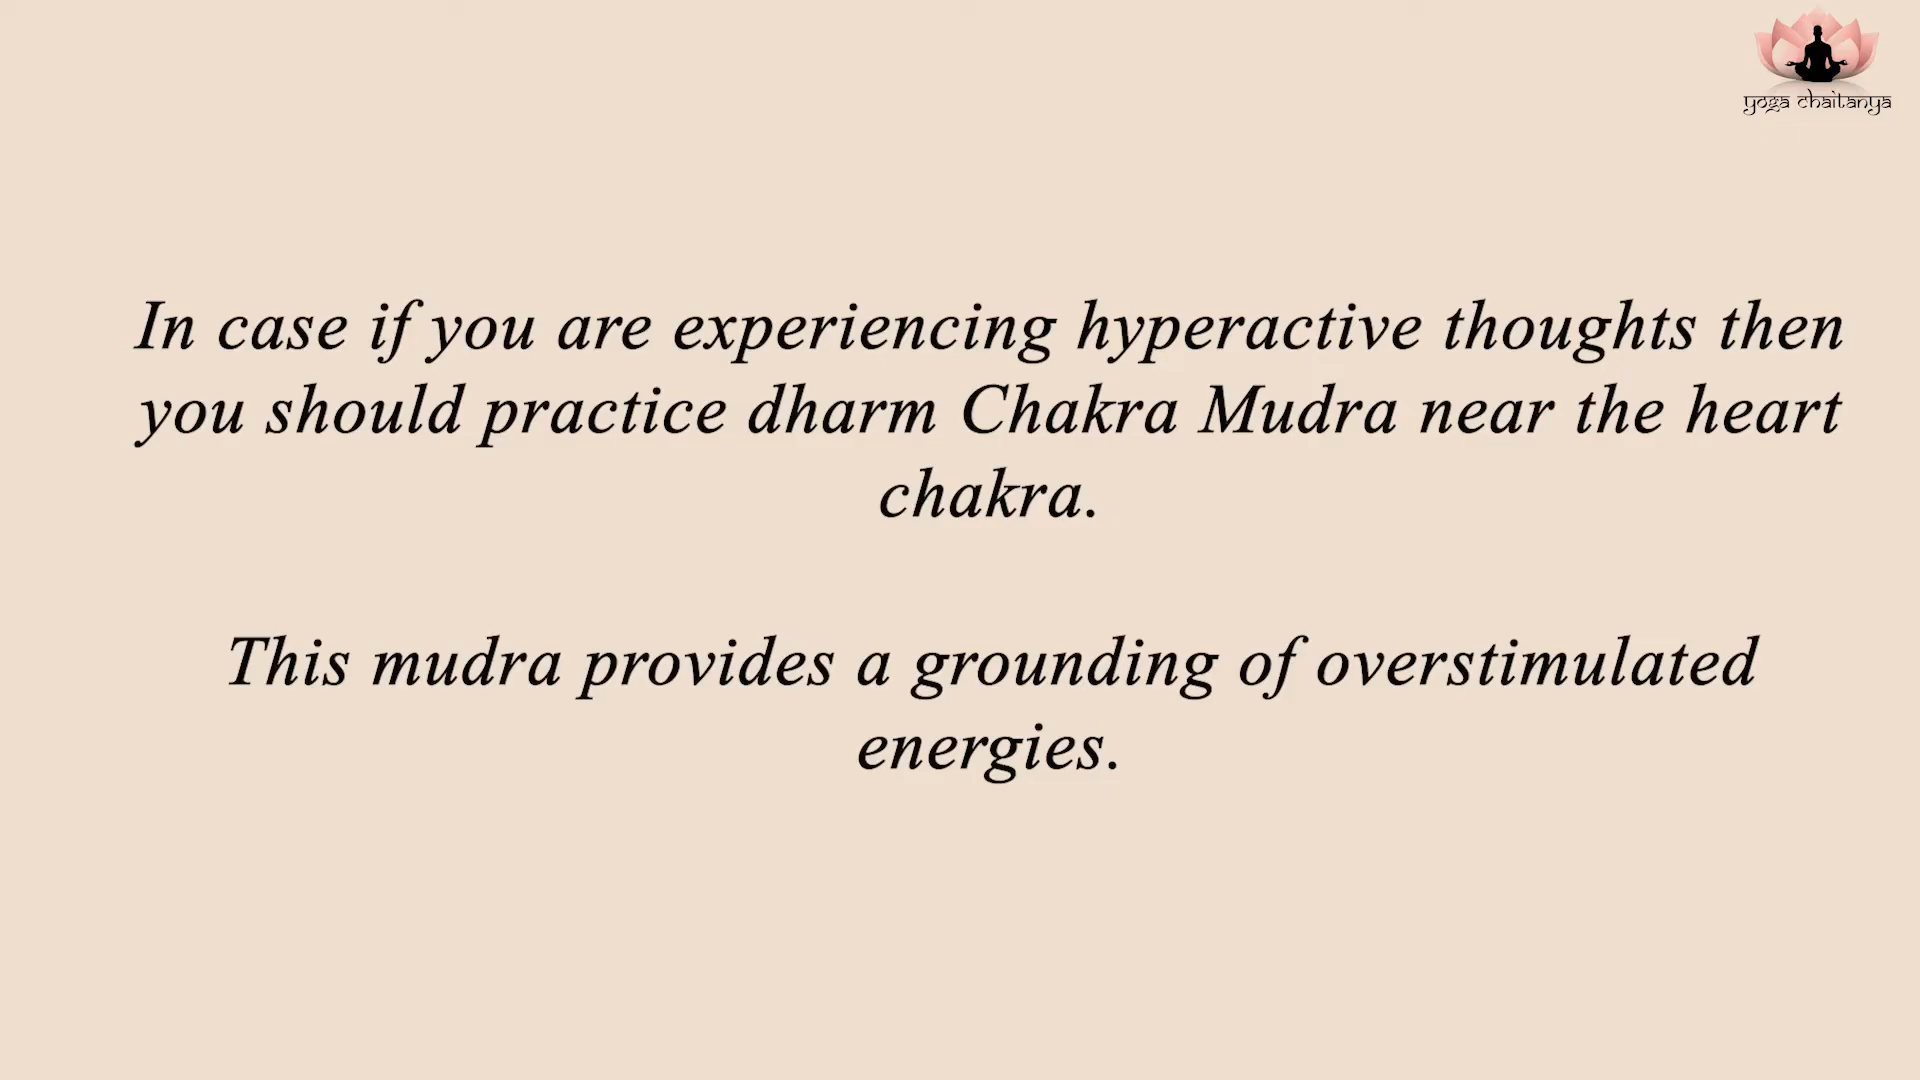 yoga chaitanya
In case if you are experiencing hyperactive thoughts then
you should practice dharm Chakra Mudra near the heart
chakra.
This mudra provides a grounding of overstimulated
energies.